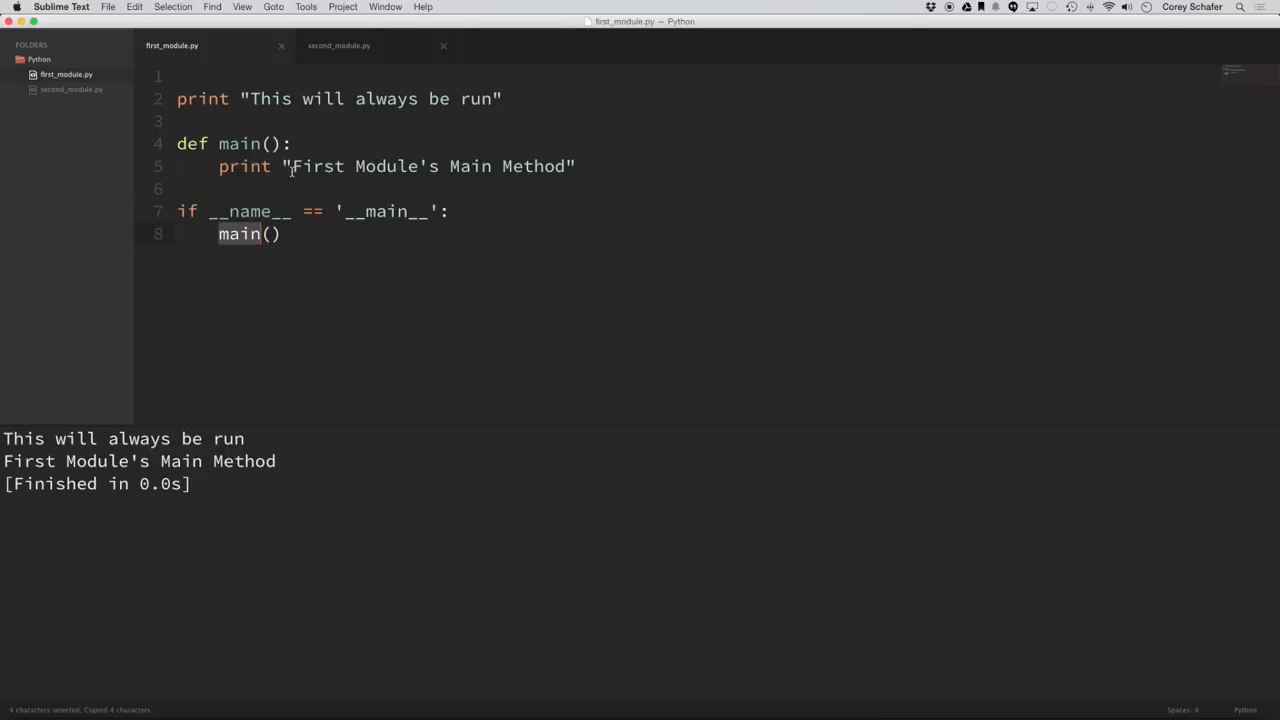 Sublime Text File Edit Selection Find View Goto Tools Project Window Help Corey Schafer
first_module.py — Python
FOLDERS
Python
first_module.py
second_module.py
first_module.py second_module.py
1
2 print "This will always be run"
3
4 def main():
5     print "First Module's Main Method"
6
7 if __name__ == '__main__':
8     main()
This will always be run
First Module's Main Method
[Finished in 0.0s]
4 characters selected, Copied 4 characters Spaces: 4 Python